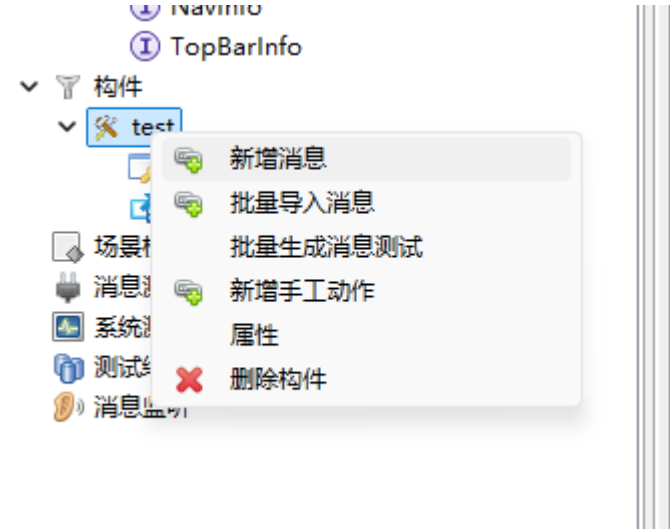 NavInfo
TopBarInfo
构件
test
新增消息
批量导入消息
场景
批量生成消息测试
消息
新增手工动作
系统
属性
测试
删除构件
消息监听